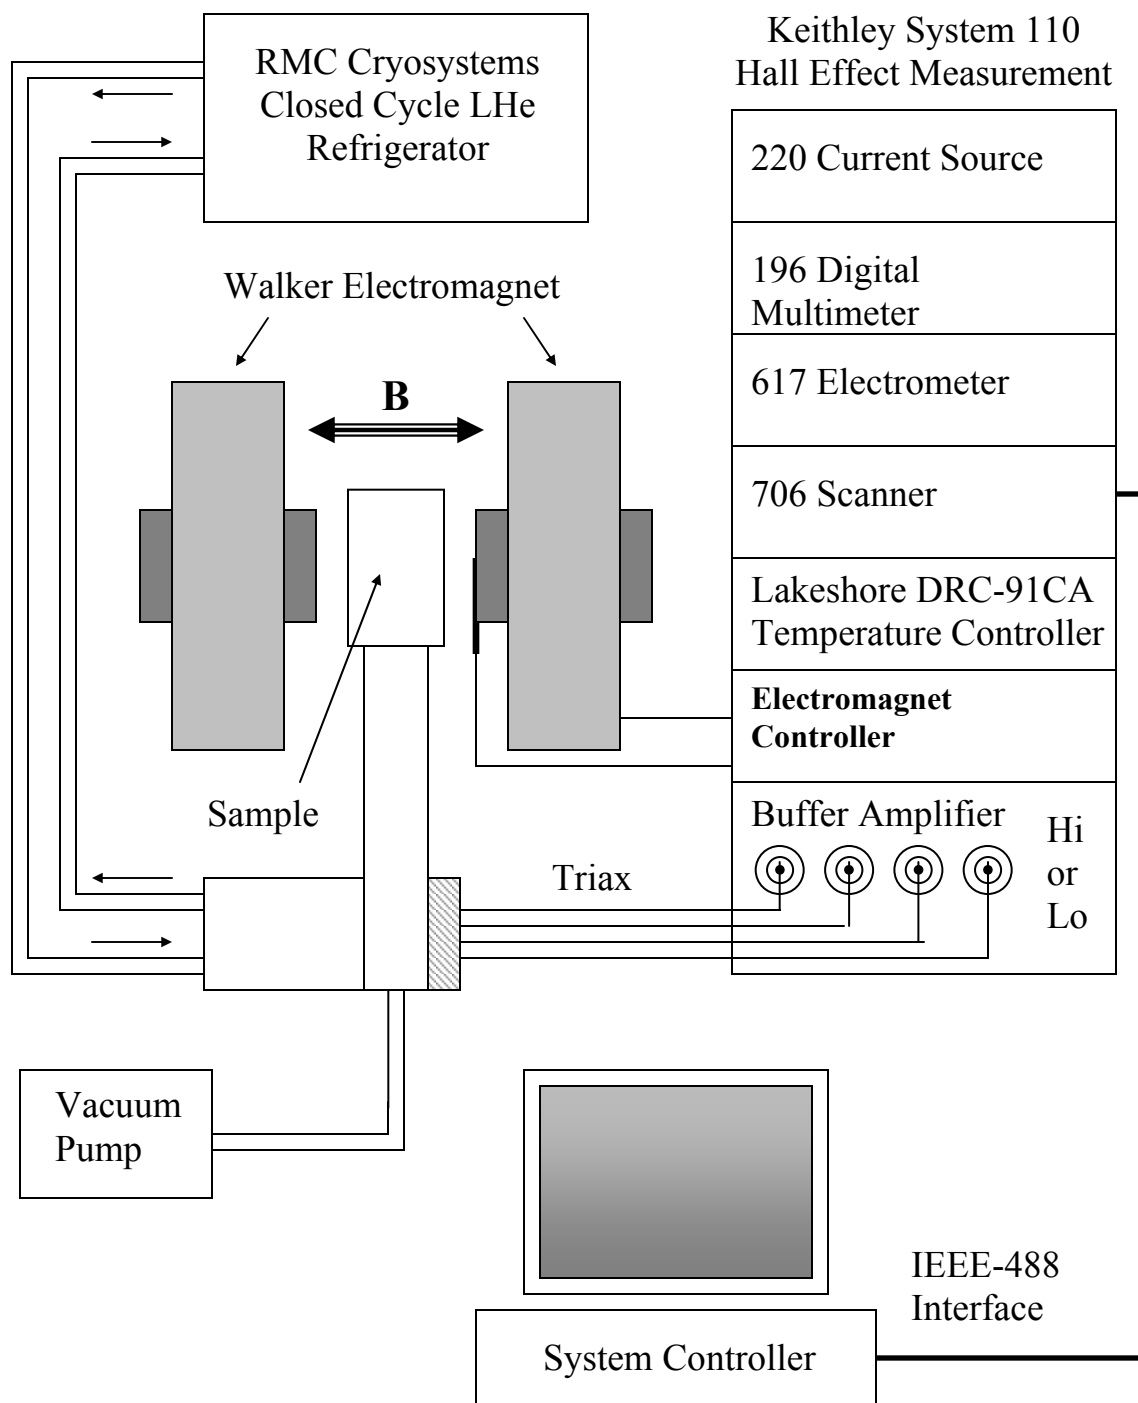 Keithley System 110
Hall Effect Measurement
RMC Cryosystems
Closed Cycle LHe
Refrigerator
220 Current Source
196 Digital
Multimeter
Walker Electromagnet
617 Electrometer
B
706 Scanner
Lakeshore DRC-91CA
Temperature Controller
Electromagnet
Controller
Sample
Buffer Amplifier
Hi
or
Lo
Triax
Vacuum
Pump
IEEE-488
Interface
System Controller